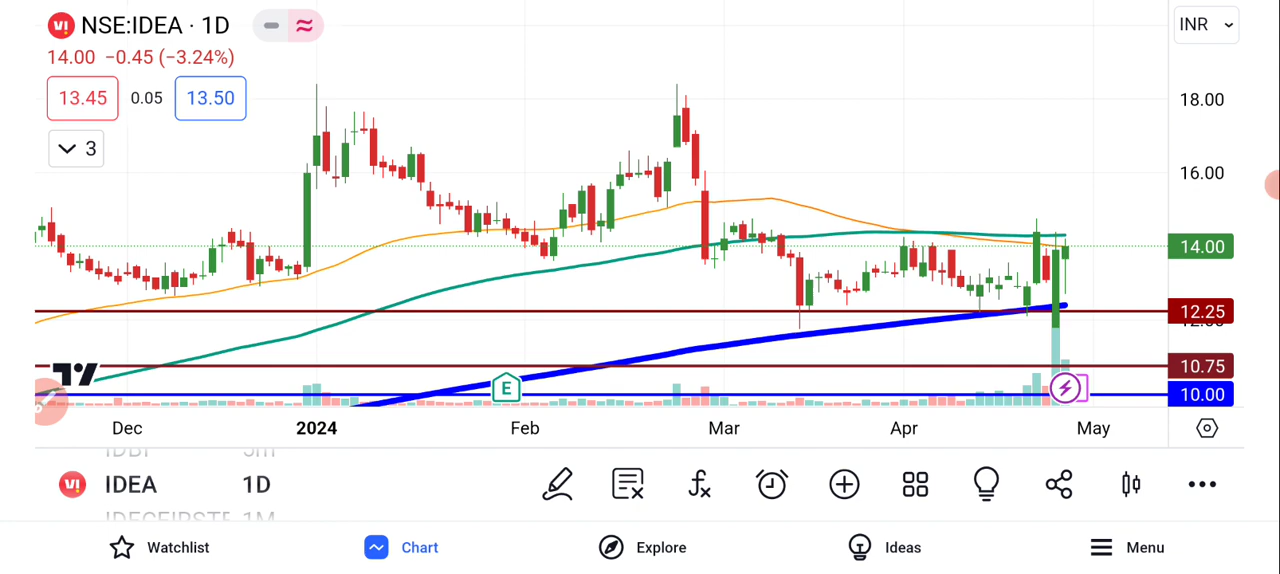 NSE:IDEA · 1D
14.00 −0.45 (−3.24%)
13.45 0.05 13.50
3
INR
18.00
16.00
14.00
12.25
10.75
10.00
E
Dec 2024 Feb Mar Apr May
IDEA 1D
Watchlist Chart Explore Ideas Menu